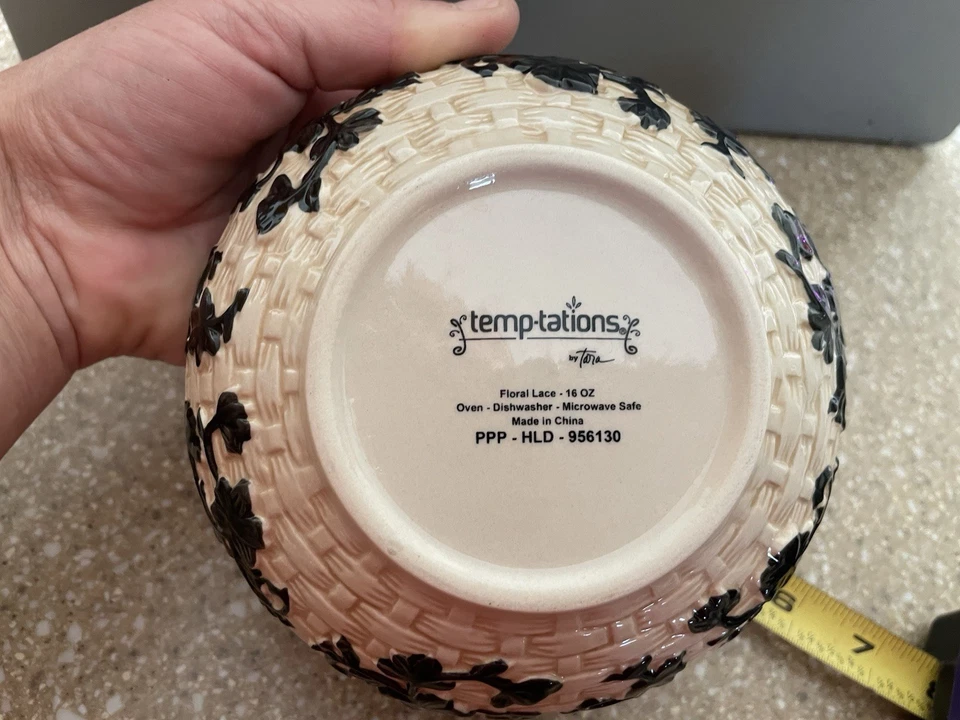 temp-tations®
by Tara
Floral Lace - 16 OZ
Oven - Dishwasher - Microwave Safe
Made in China
PPP - HLD - 956130
6
7